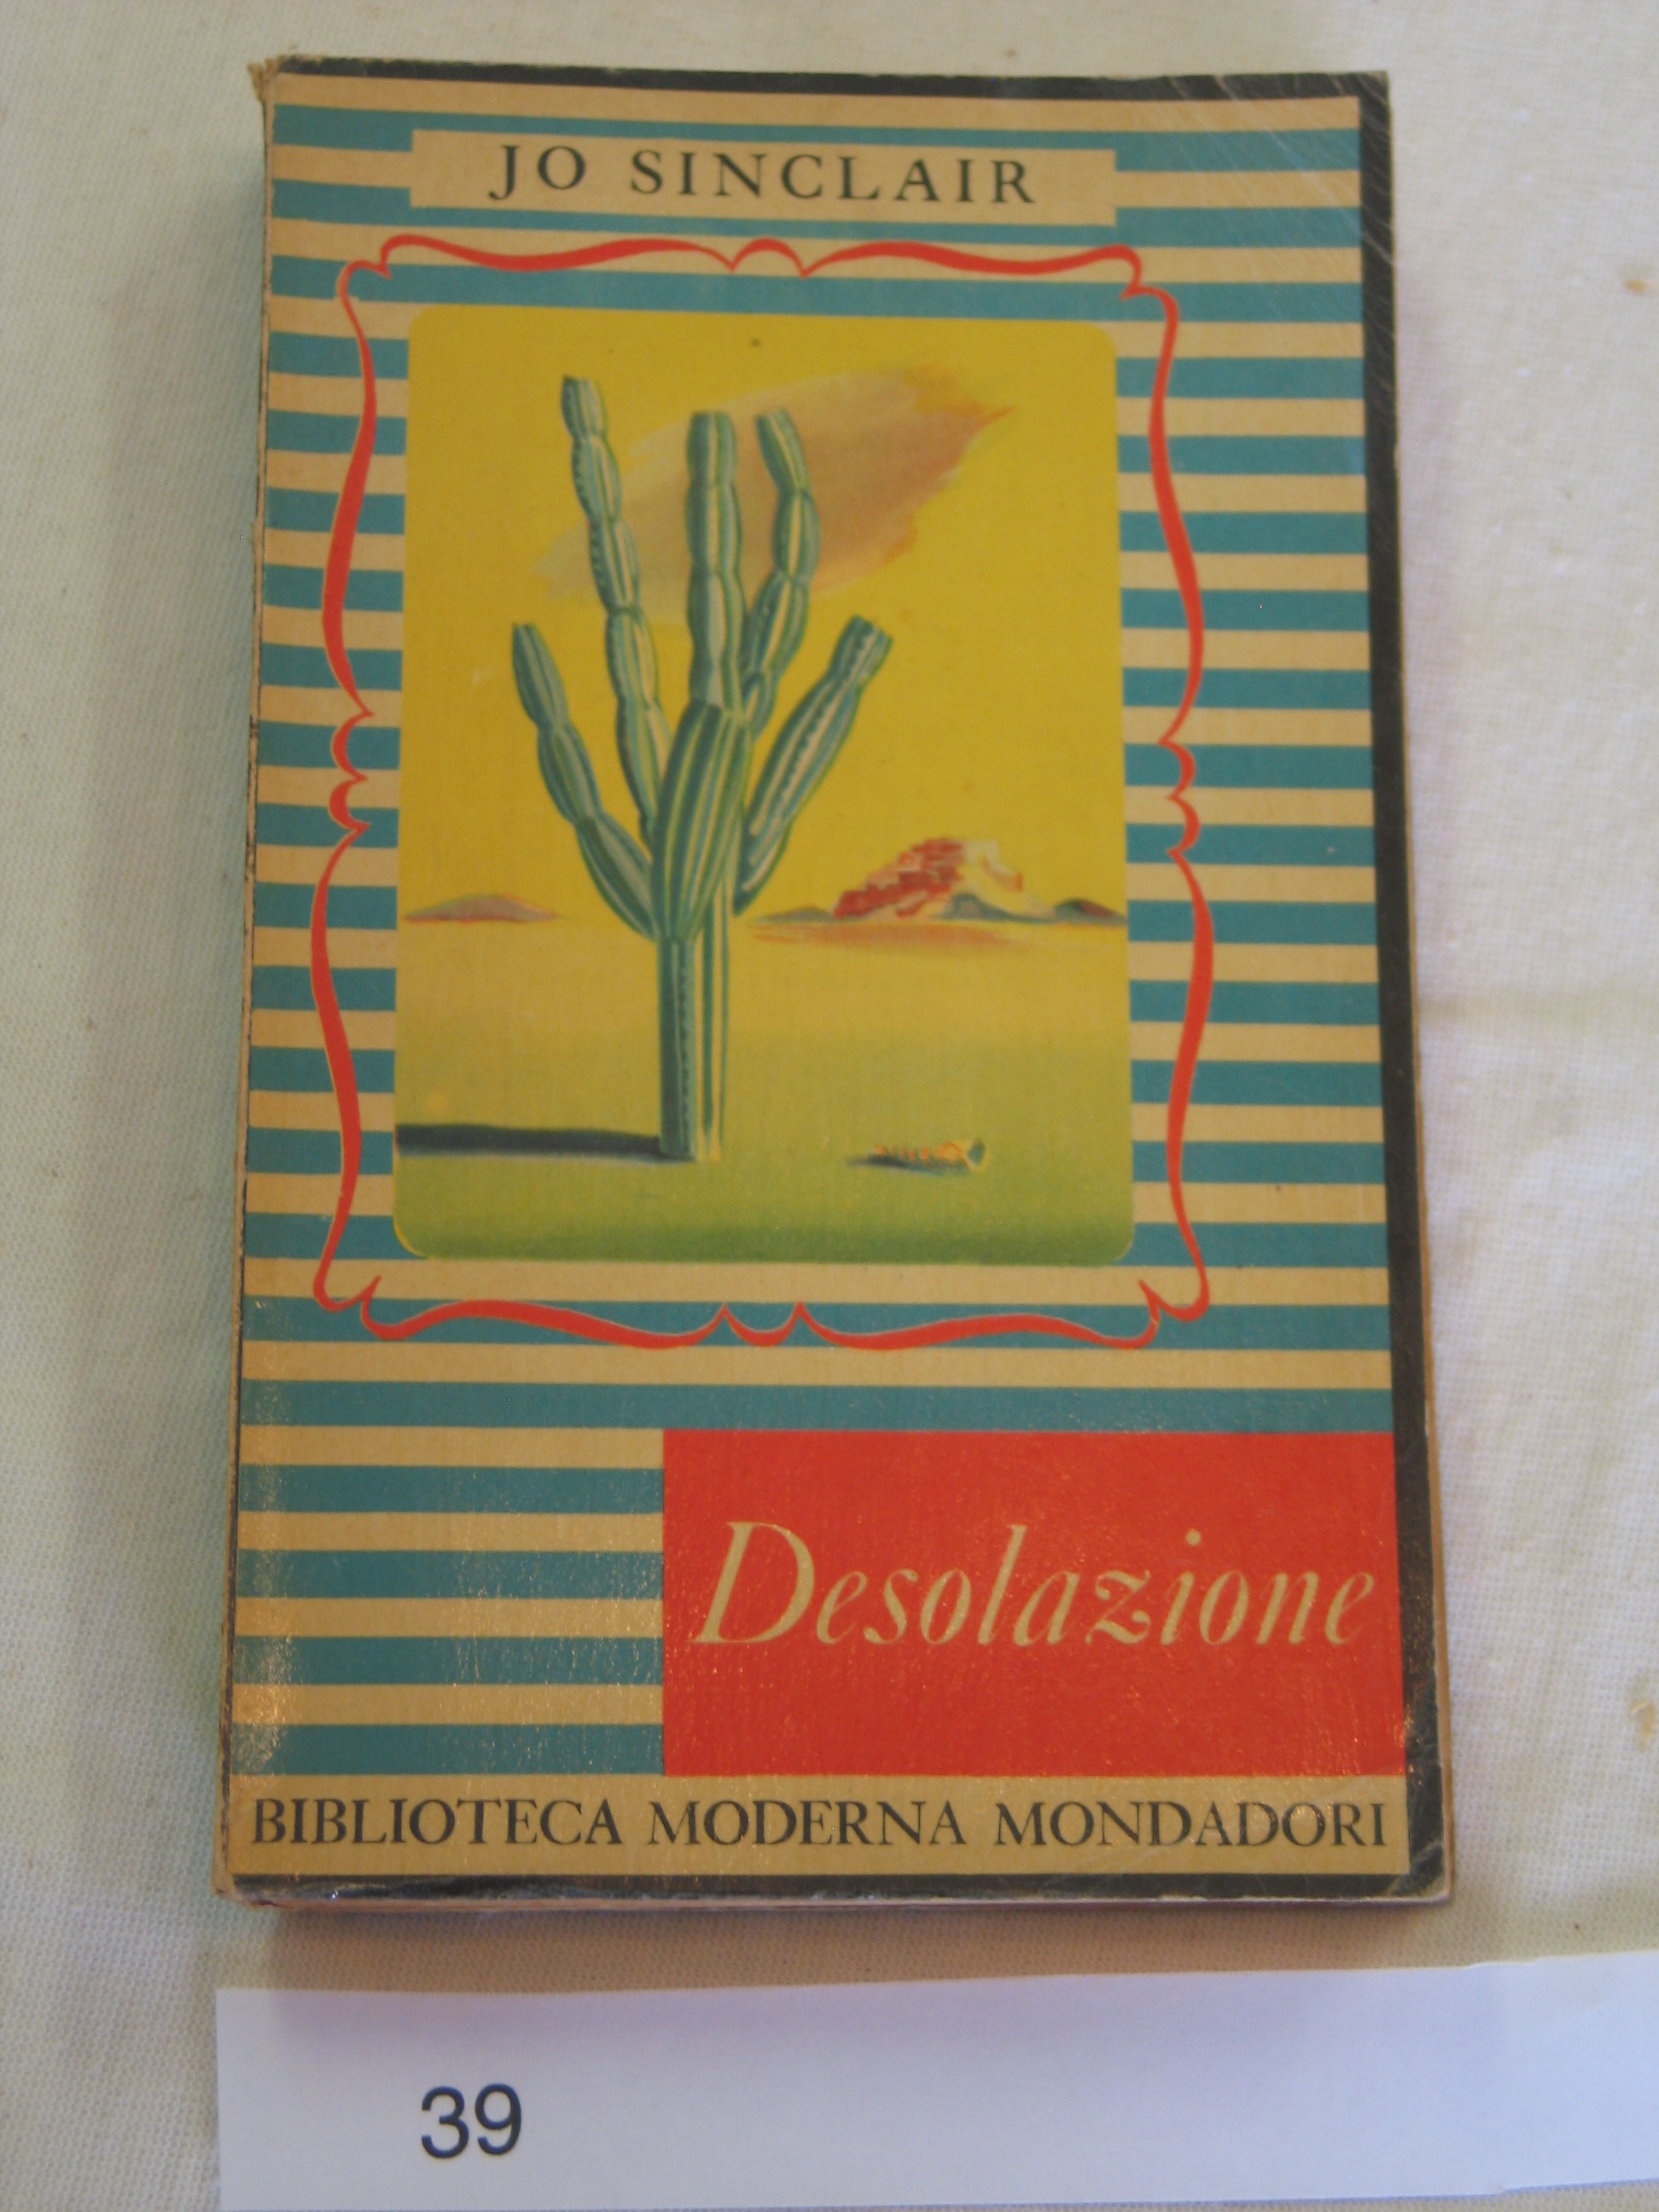 JO SINCLAIR
Desolazione
BIBLIOTECA MODERNA MONDADORI
39